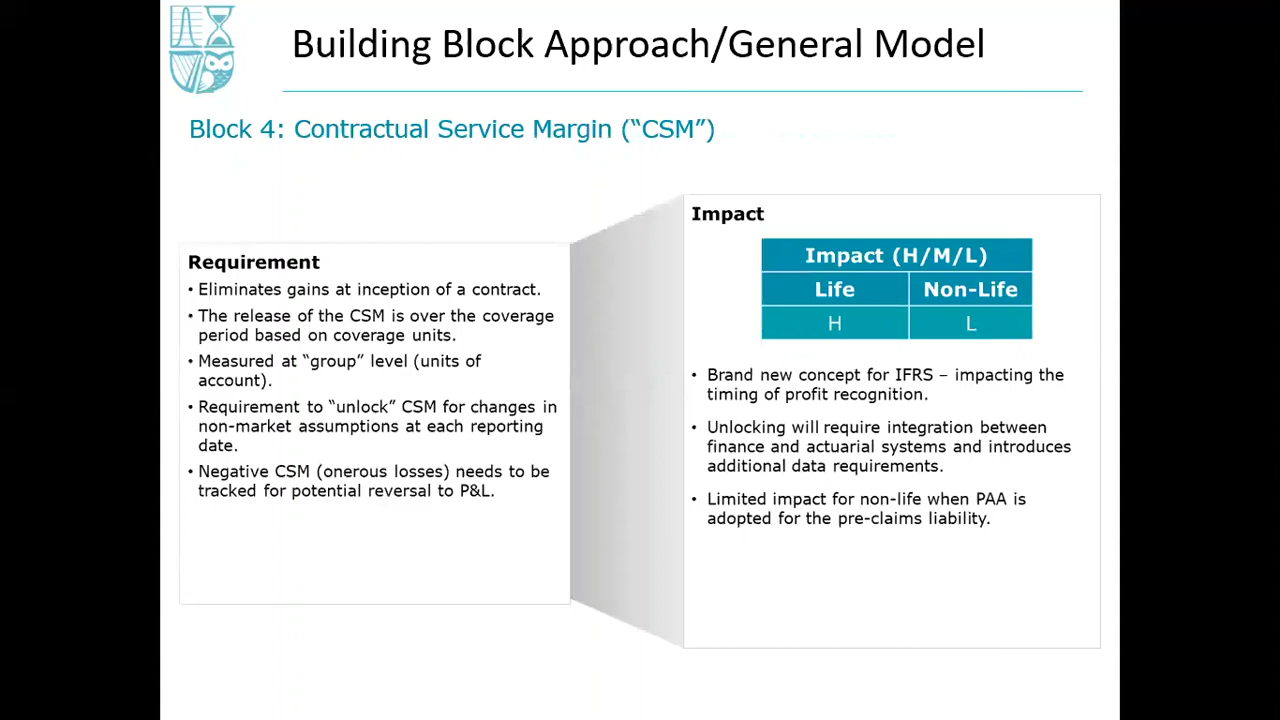 Building Block Approach/General Model
Block 4: Contractual Service Margin (“CSM”)
Requirement
• Eliminates gains at inception of a contract.
• The release of the CSM is over the coverage
period based on coverage units.
• Measured at “group” level (units of
account).
• Requirement to “unlock” CSM for changes in
non-market assumptions at each reporting
date.
• Negative CSM (onerous losses) needs to be
tracked for potential reversal to P&L.
Impact
Impact (H/M/L)
Life Non-Life
H L
• Brand new concept for IFRS – impacting the
timing of profit recognition.
• Unlocking will require integration between
finance and actuarial systems and introduces
additional data requirements.
• Limited impact for non-life when PAA is
adopted for the pre-claims liability.